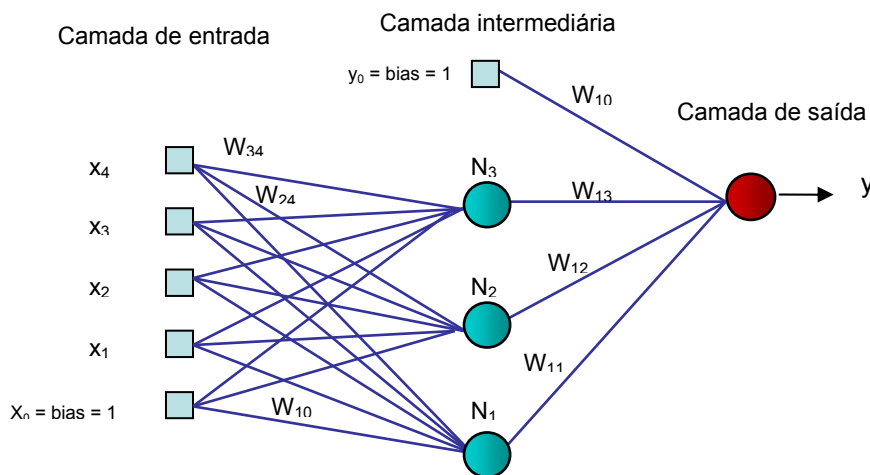 Camada de entrada
Camada intermediária
y₀ = bias = 1
W₁₀
Camada de saída
x₄
W₃₄
N₃
W₂₄
W₁₃
y
x₃
W₁₂
x₂
N₂
x₁
W₁₁
X₀ = bias = 1
W₁₀
N₁